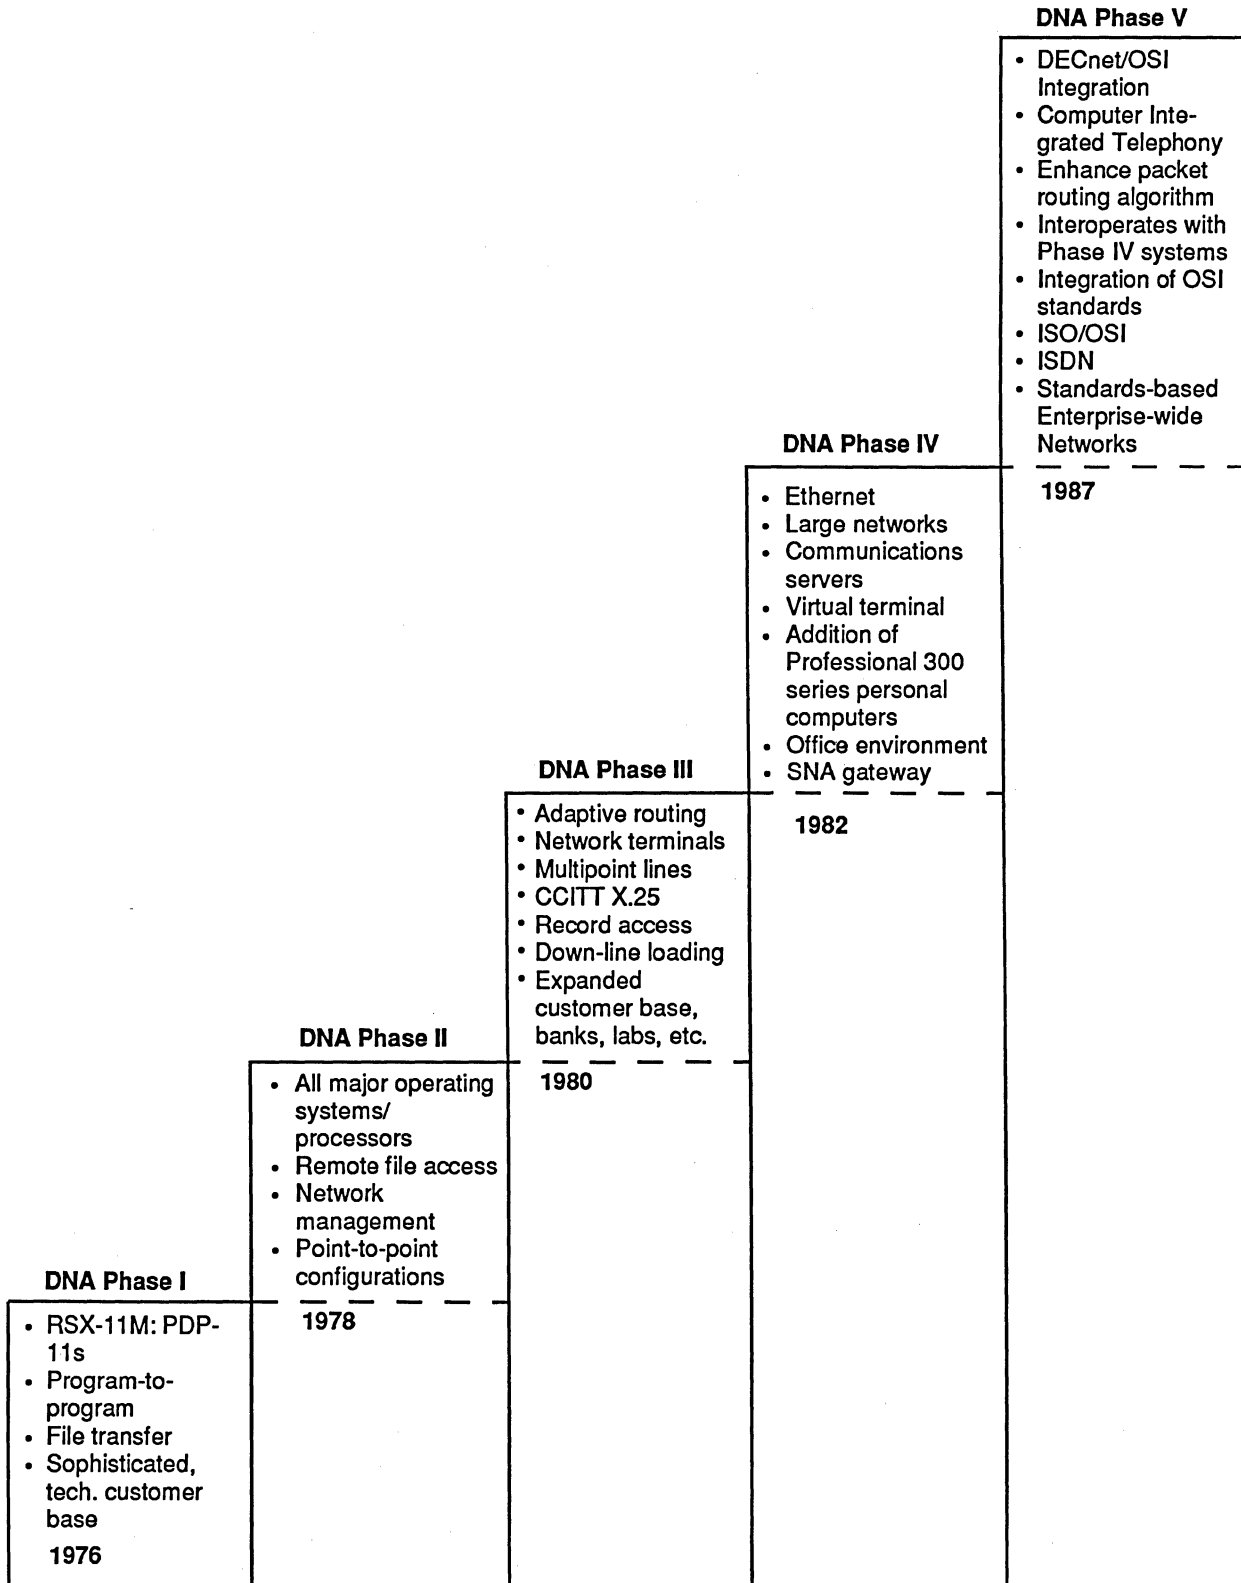 DNA Phase V
• DECnet/OSI
Integration
• Computer Inte-
grated Telephony
• Enhance packet
routing algorithm
• Interoperates with
Phase IV systems
• Integration of OSI
standards
• ISO/OSI
• ISDN
• Standards-based
Enterprise-wide
Networks
1987
DNA Phase IV
• Ethernet
• Large networks
• Communications
servers
• Virtual terminal
• Addition of
Professional 300
series personal
computers
• Office environment
• SNA gateway
1982
DNA Phase III
• Adaptive routing
• Network terminals
• Multipoint lines
• CCITT X.25
• Record access
• Down-line loading
• Expanded
customer base,
banks, labs, etc.
1980
DNA Phase II
• All major operating
systems/
processors
• Remote file access
• Network
management
• Point-to-point
configurations
1978
DNA Phase I
• RSX-11M: PDP-
11s
• Program-to-
program
• File transfer
• Sophisticated,
tech. customer
base
1976